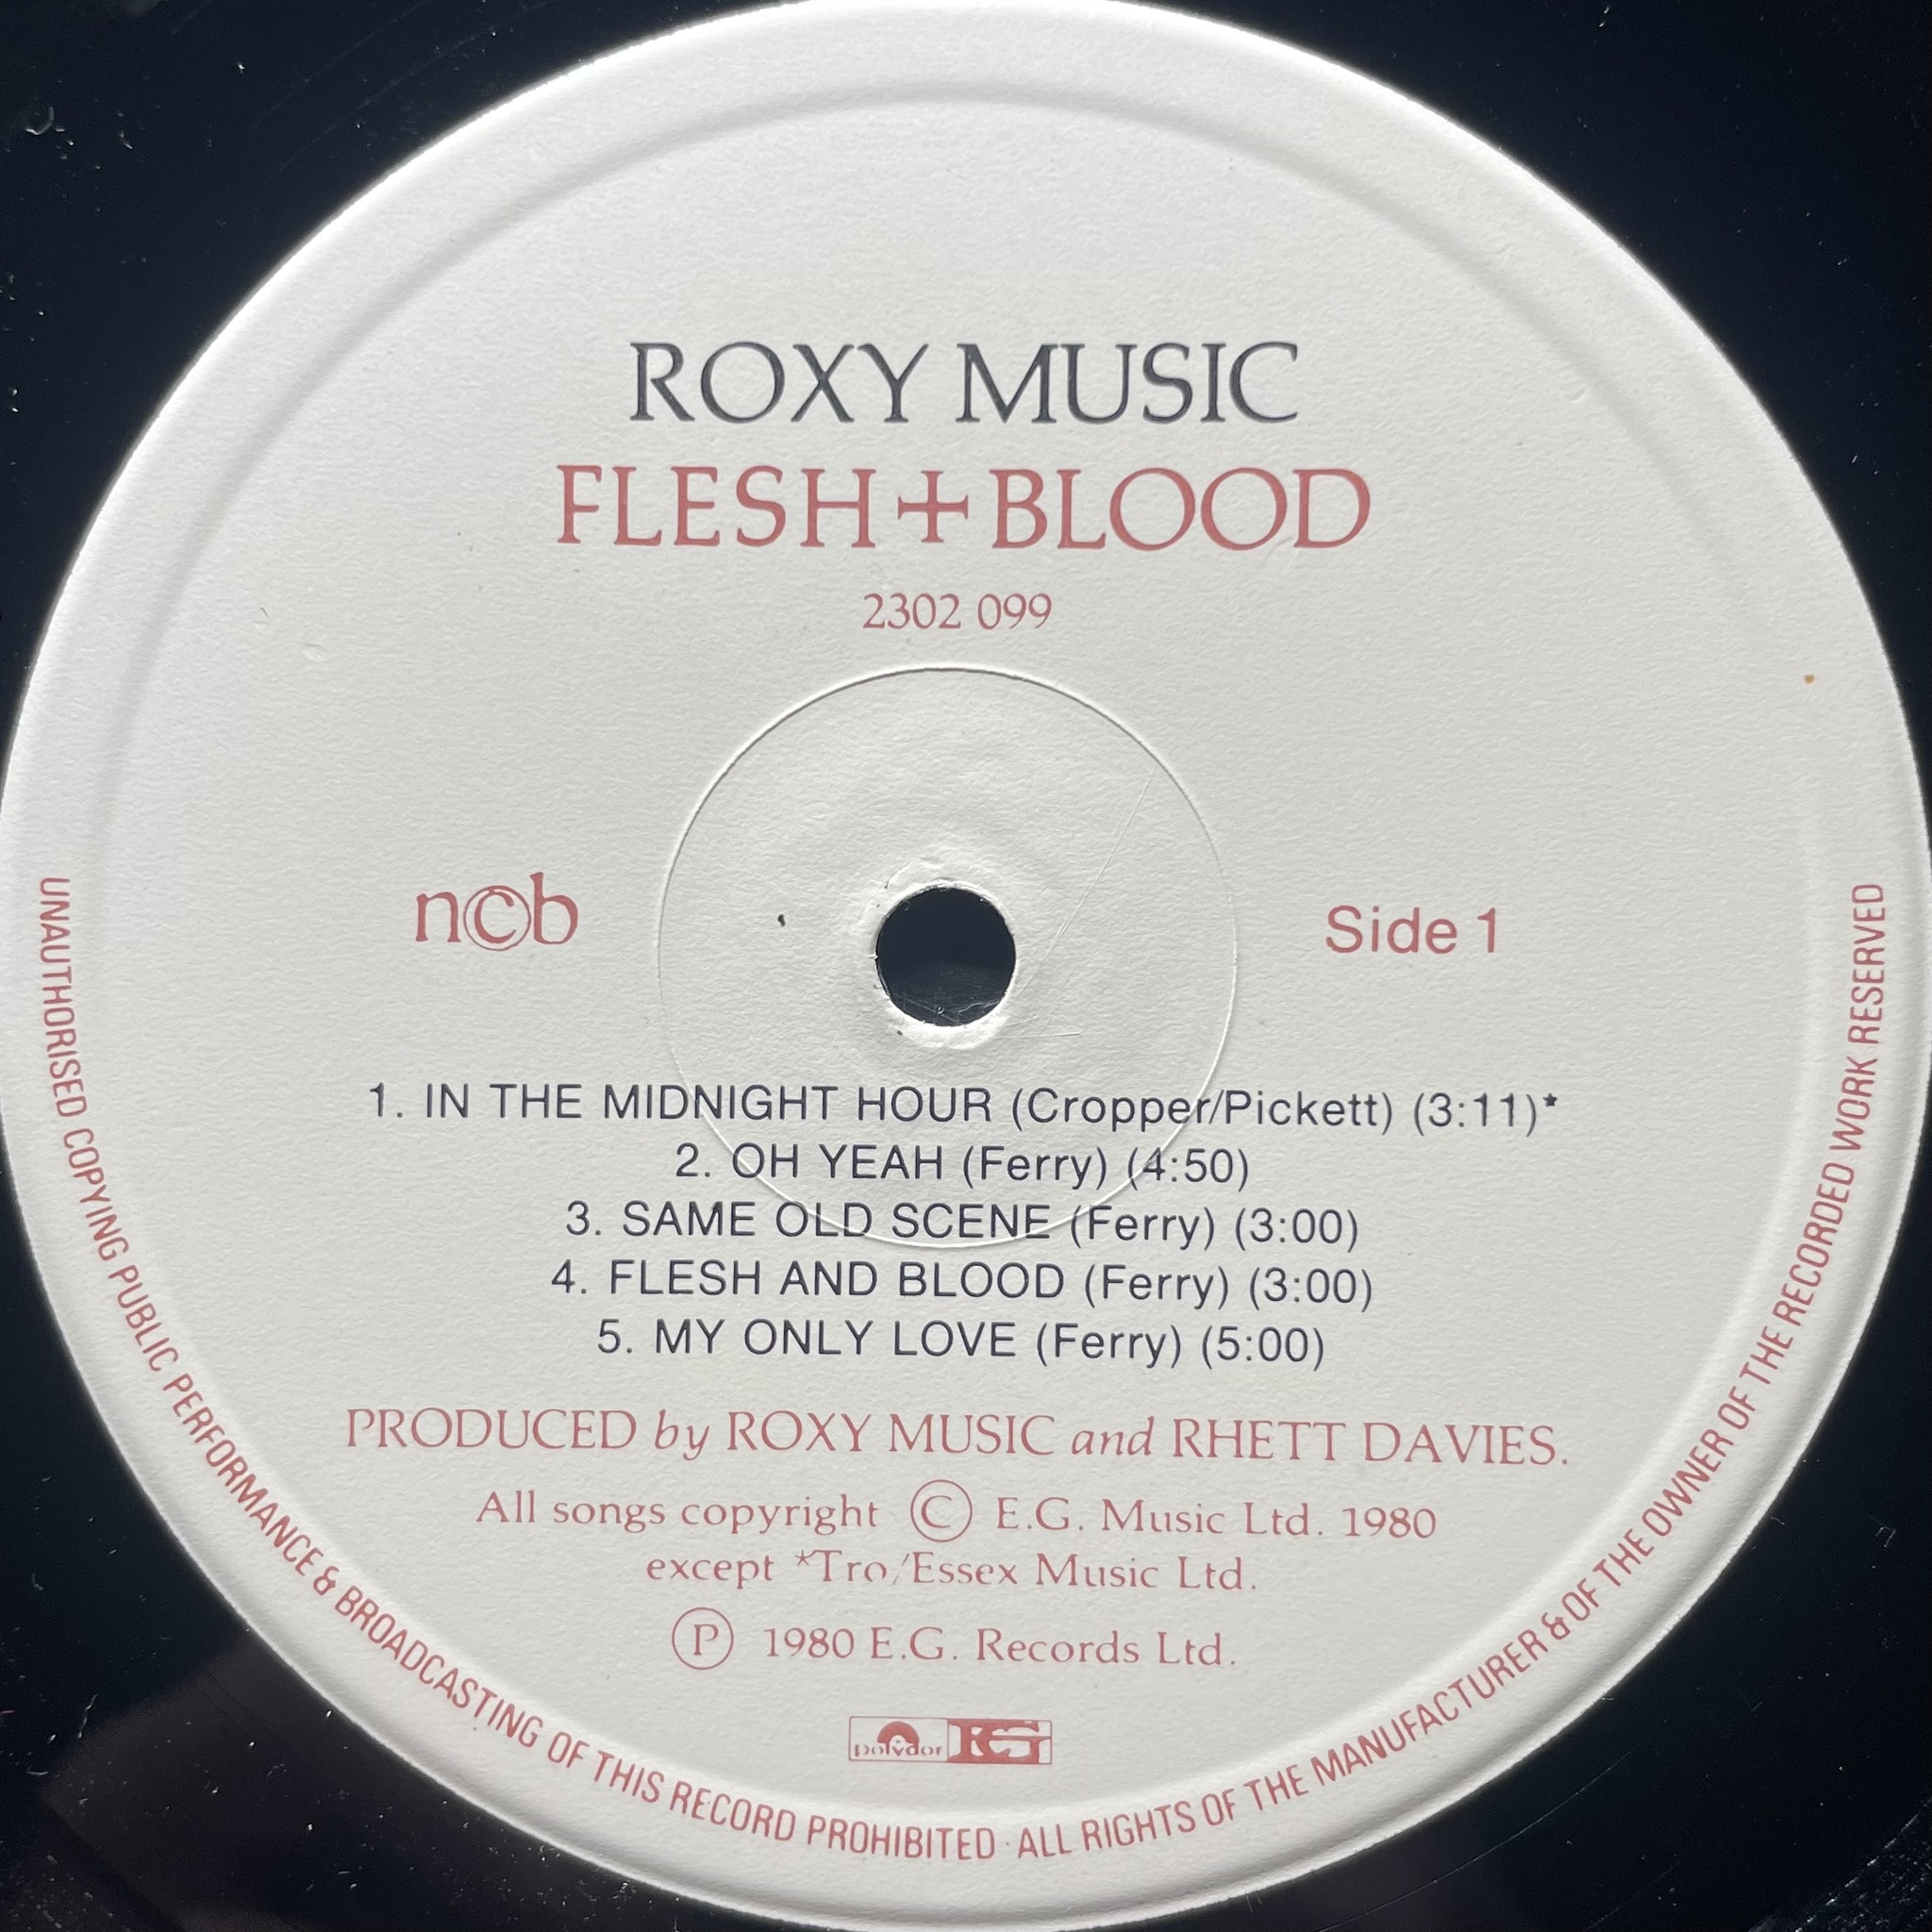 ROXY MUSIC
FLESH+BLOOD
2302 099
n©b
Side 1
1. IN THE MIDNIGHT HOUR (Cropper/Pickett) (3:11)*
2. OH YEAH (Ferry) (4:50)
3. SAME OLD SCENE (Ferry) (3:00)
4. FLESH AND BLOOD (Ferry) (3:00)
5. MY ONLY LOVE (Ferry) (5:00)
PRODUCED by ROXY MUSIC and RHETT DAVIES.
All songs copyright © E.G. Music Ltd. 1980
except *Tro/Essex Music Ltd.
℗ 1980 E.G. Records Ltd.
polydor EG
UNAUTHORISED COPYING PUBLIC PERFORMANCE & BROADCASTING OF THIS RECORD PROHIBITED · ALL RIGHTS OF THE MANUFACTURER & OF THE OWNER OF THE RECORDED WORK RESERVED